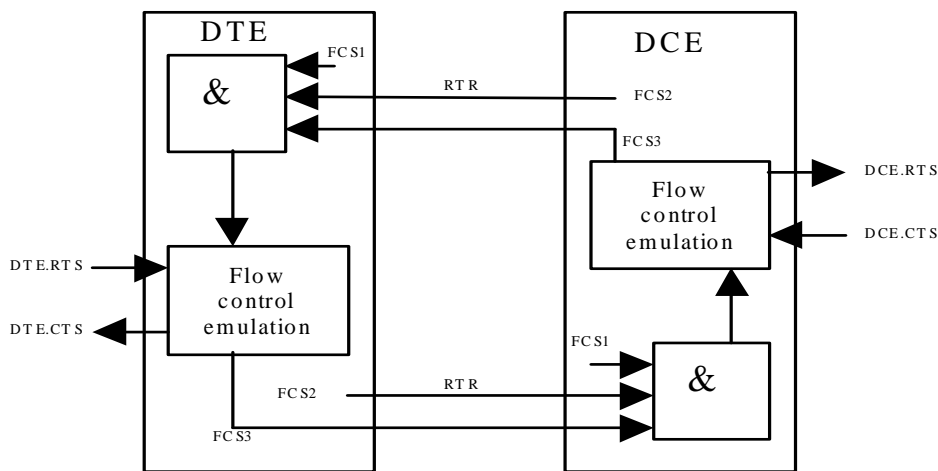 DTE
DCE
FCS1
&
RTR
FCS2
FCS3
DCE.RTS
Flow
control
emulation
DCE.CTS
DTE.RTS
Flow
control
emulation
DTE.CTS
FCS1
&
FCS2
RTR
FCS3